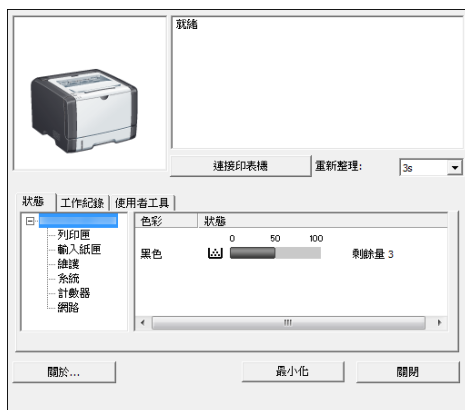 就緒
連接印表機
重新整理:
3s
狀態 工作紀錄 使用者工具
列印匣
輸入紙匣
維護
系統
計數器
網路
色彩 狀態
0 50 100
黑色
剩餘量 3
關於...
最小化
關閉